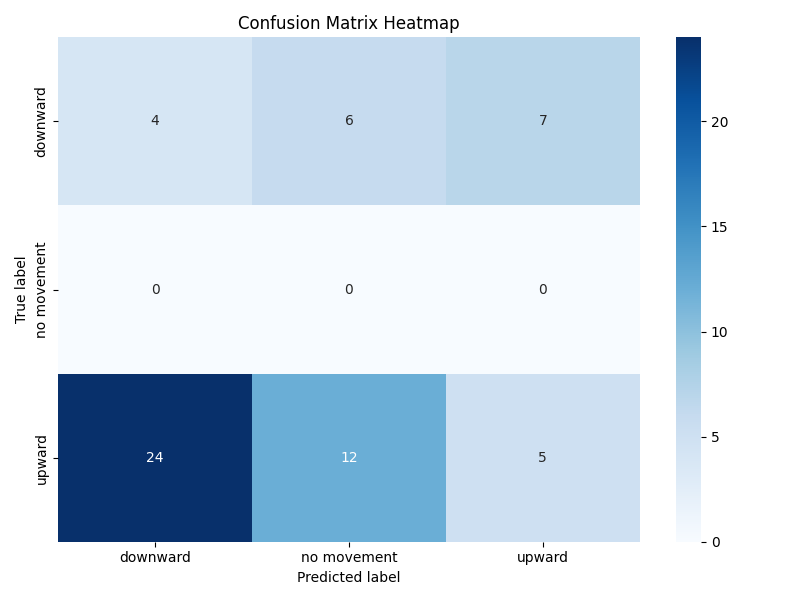 Confusion Matrix Heatmap
True label
downward
4 6 7
no movement
0 0 0
upward
24 12 5
downward no movement upward
Predicted label
20
15
10
5
0